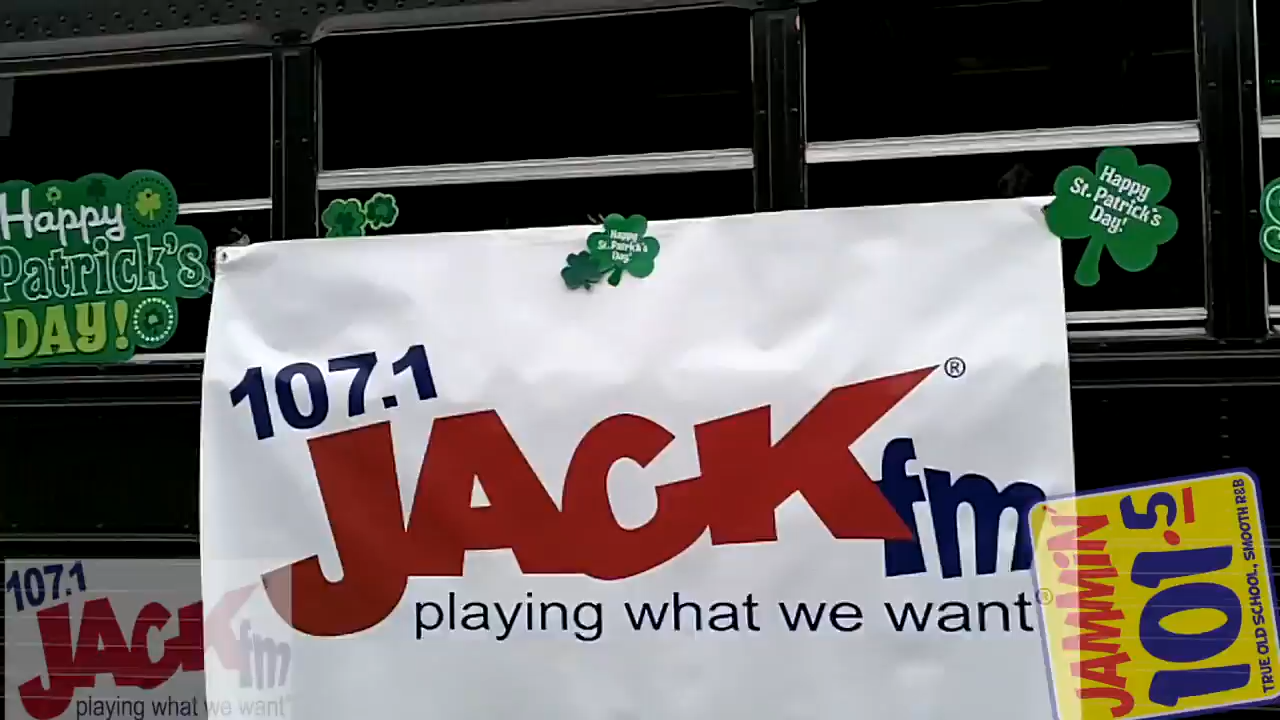 Happy
Patrick's
DAY!
Happy
St. Patrick's
Day!
Happy
St. Patrick's
Day!
107.1
JACK fm®
playing what we want®
107.1
JACK fm
playing what we want
JAMMIN'
101.5
TRUE OLD SCHOOL, SMOOTH R&B